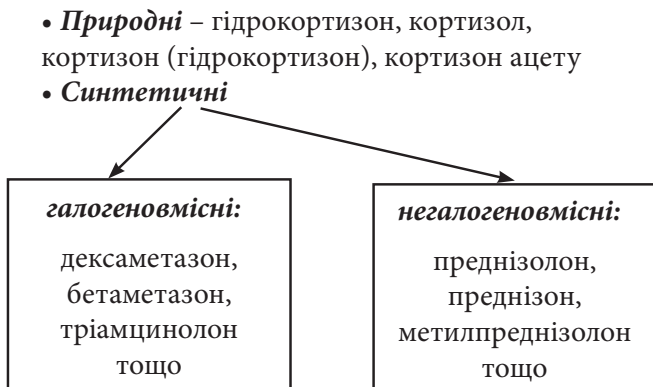 • Природні – гідрокортизон, кортизол,
кортизон (гідрокортизон), кортизон ацету
• Синтетичні
галогеновмісні:
дексаметазон,
бетаметазон,
тріамцинолон
тощо
негалогеновмісні:
преднізолон,
преднізон,
метилпреднізолон
тощо